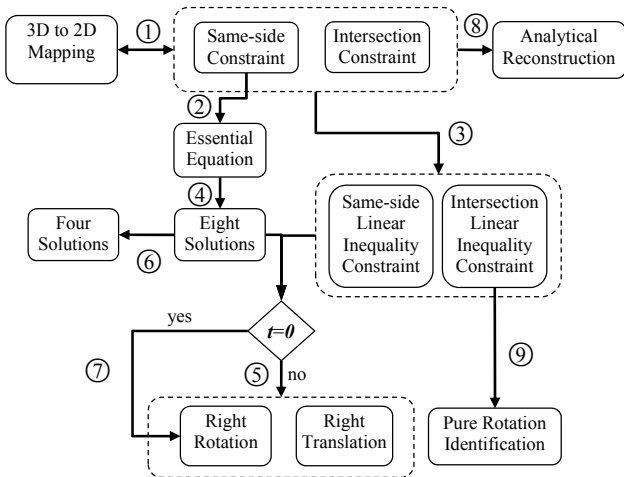 3D to 2D
Mapping
①
Same-side
Constraint
Intersection
Constraint
⑧
Analytical
Reconstruction
②
③
Essential
Equation
④
Four
Solutions
⑥
Eight
Solutions
Same-side
Linear
Inequality
Constraint
Intersection
Linear
Inequality
Constraint
yes
t=0
⑦
⑤
no
⑨
Right
Rotation
Right
Translation
Pure Rotation
Identification